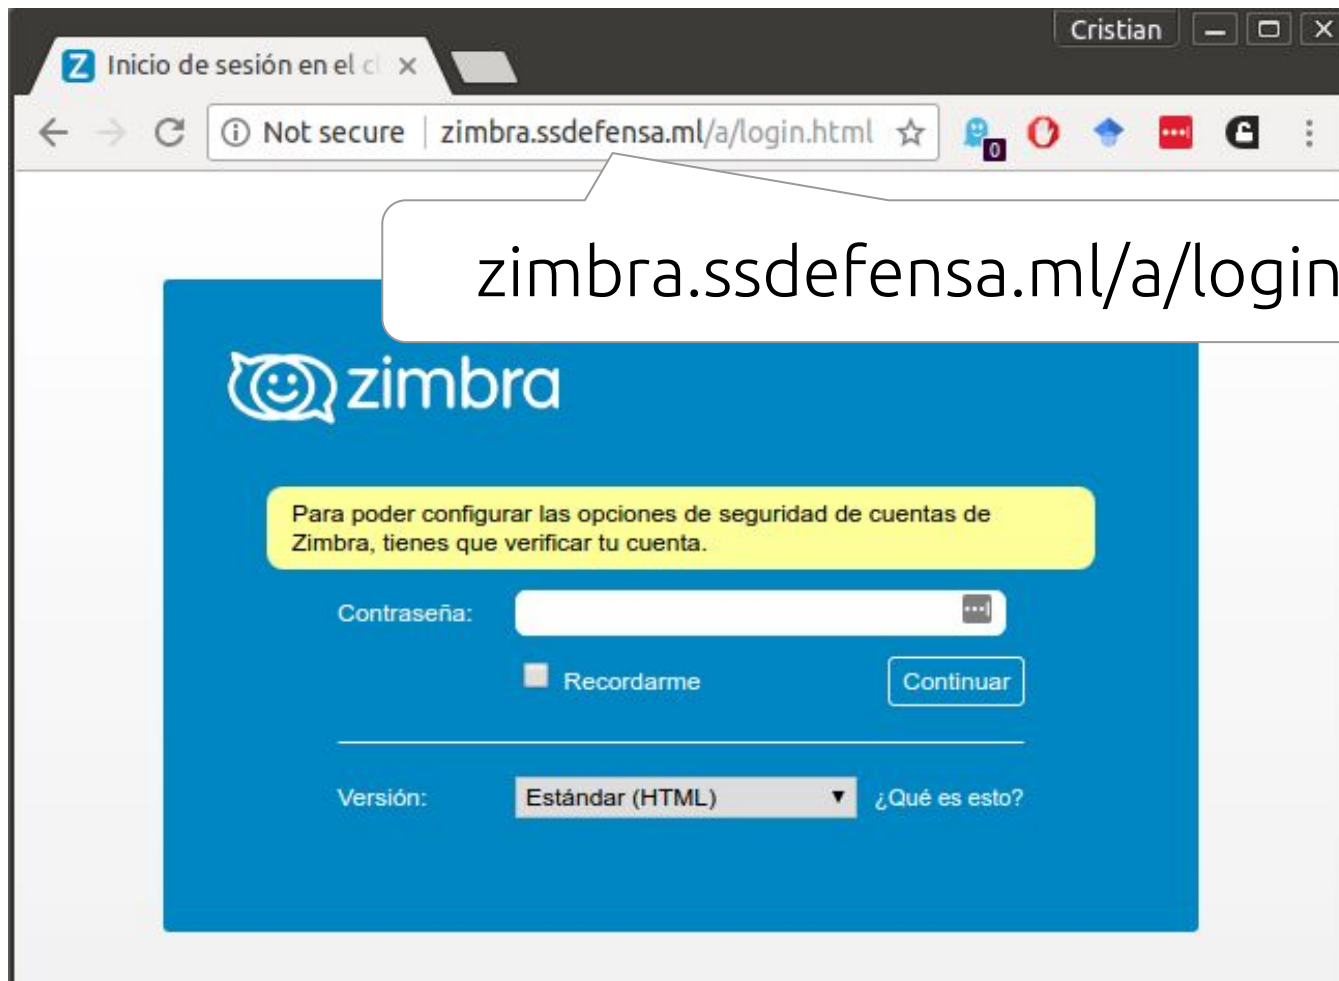 Cristian
Inicio de sesión en el cl
Not secure | zimbra.ssdefensa.ml/a/login.html
0
zimbra.ssdefensa.ml/a/login
zimbra
Para poder configurar las opciones de seguridad de cuentas de
Zimbra, tienes que verificar tu cuenta.
Contraseña:
Recordarme
Continuar
Versión:
Estándar (HTML)
¿Qué es esto?